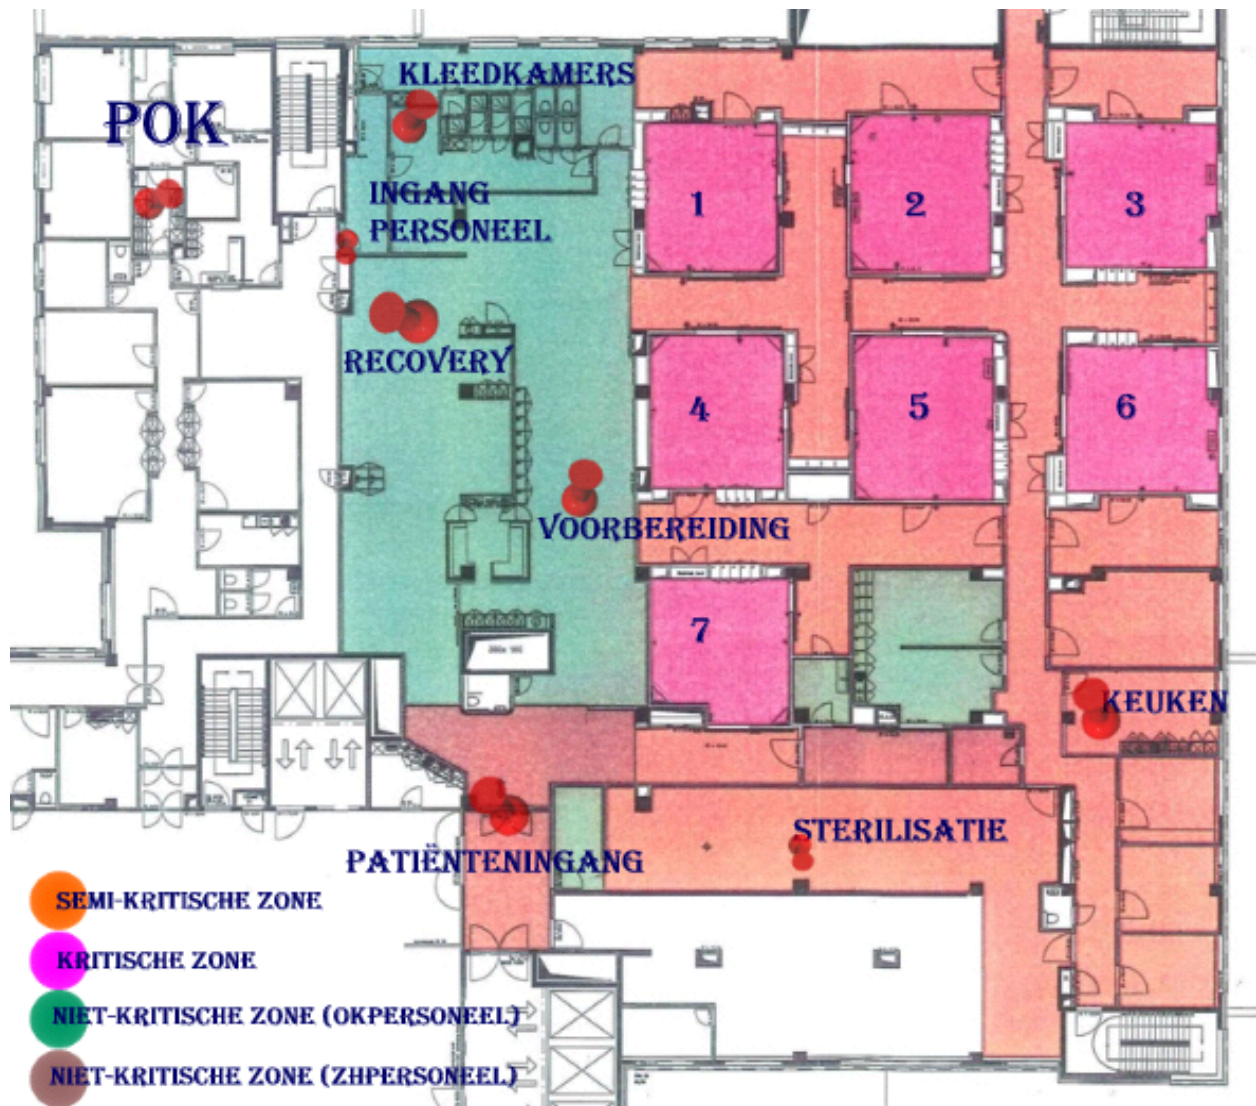 KLEEDKAMERS
POK
INGANG
PERSONEEL
1
2
3
RECOVERY
4
5
6
VOORBEREIDING
7
KEUKEN
STERILISATIE
PATIËNTENINGANG
SEMI-KRITISCHE ZONE
KRITISCHE ZONE
NIET-KRITISCHE ZONE (OKPERSONEEL)
NIET-KRITISCHE ZONE (ZHPERSONEEL)